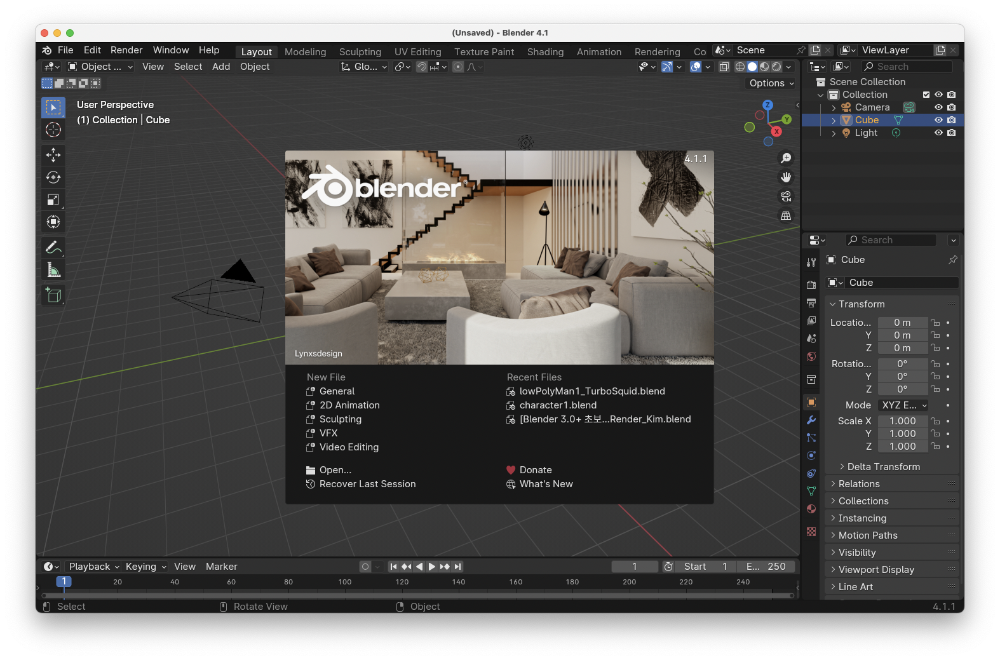 (Unsaved) - Blender 4.1
File Edit Render Window Help Layout Modeling Sculpting UV Editing Texture Paint Shading Animation Rendering Co Scene ViewLayer
Object ... View Select Add Object Glo... Search
Options
User Perspective
(1) Collection | Cube
Z
Y
X
Scene Collection
Collection
Camera
Cube
Light
4.1.1
blender
Lynxsdesign
New File
General
2D Animation
Sculpting
VFX
Video Editing
Open...
Recover Last Session
Recent Files
lowPolyMan1_TurboSquid.blend
character1.blend
[Blender 3.0+ 초보...Render_Kim.blend
Donate
What's New
Search
Cube
Cube
Transform
Locatio... 0 m
Y 0 m
Z 0 m
Rotatio... 0°
Y 0°
Z 0°
Mode XYZ E...
Scale X 1.000
Y 1.000
Z 1.000
Delta Transform
Relations
Collections
Instancing
Motion Paths
Visibility
Viewport Display
Line Art
Playback Keying View Marker 1 Start 1 E... 250
1 20 40 60 80 100 120 140 160 180 200 220 240
Select Rotate View Object 4.1.1